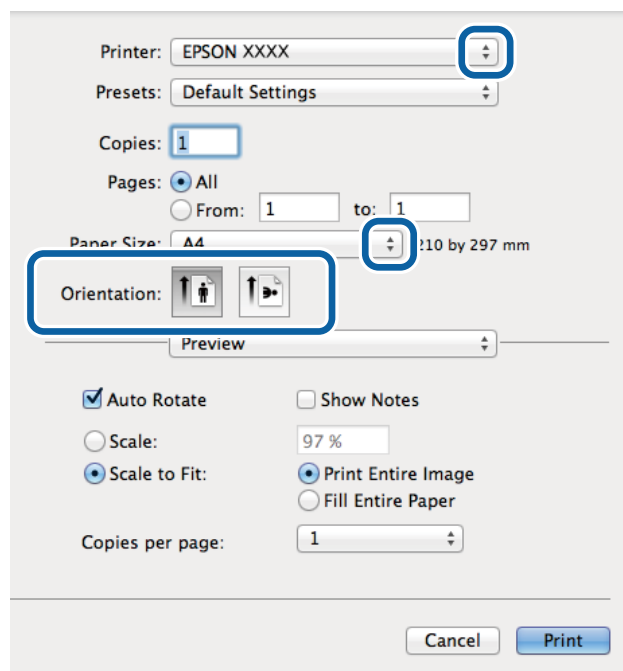 Printer: EPSON XXXX
Presets: Default Settings
Copies: 1
Pages: All
From: 1 to: 1
Paper Size: A4 210 by 297 mm
Orientation:
Preview
Auto Rotate Show Notes
Scale: 97 %
Scale to Fit: Print Entire Image
Fill Entire Paper
Copies per page: 1
Cancel Print